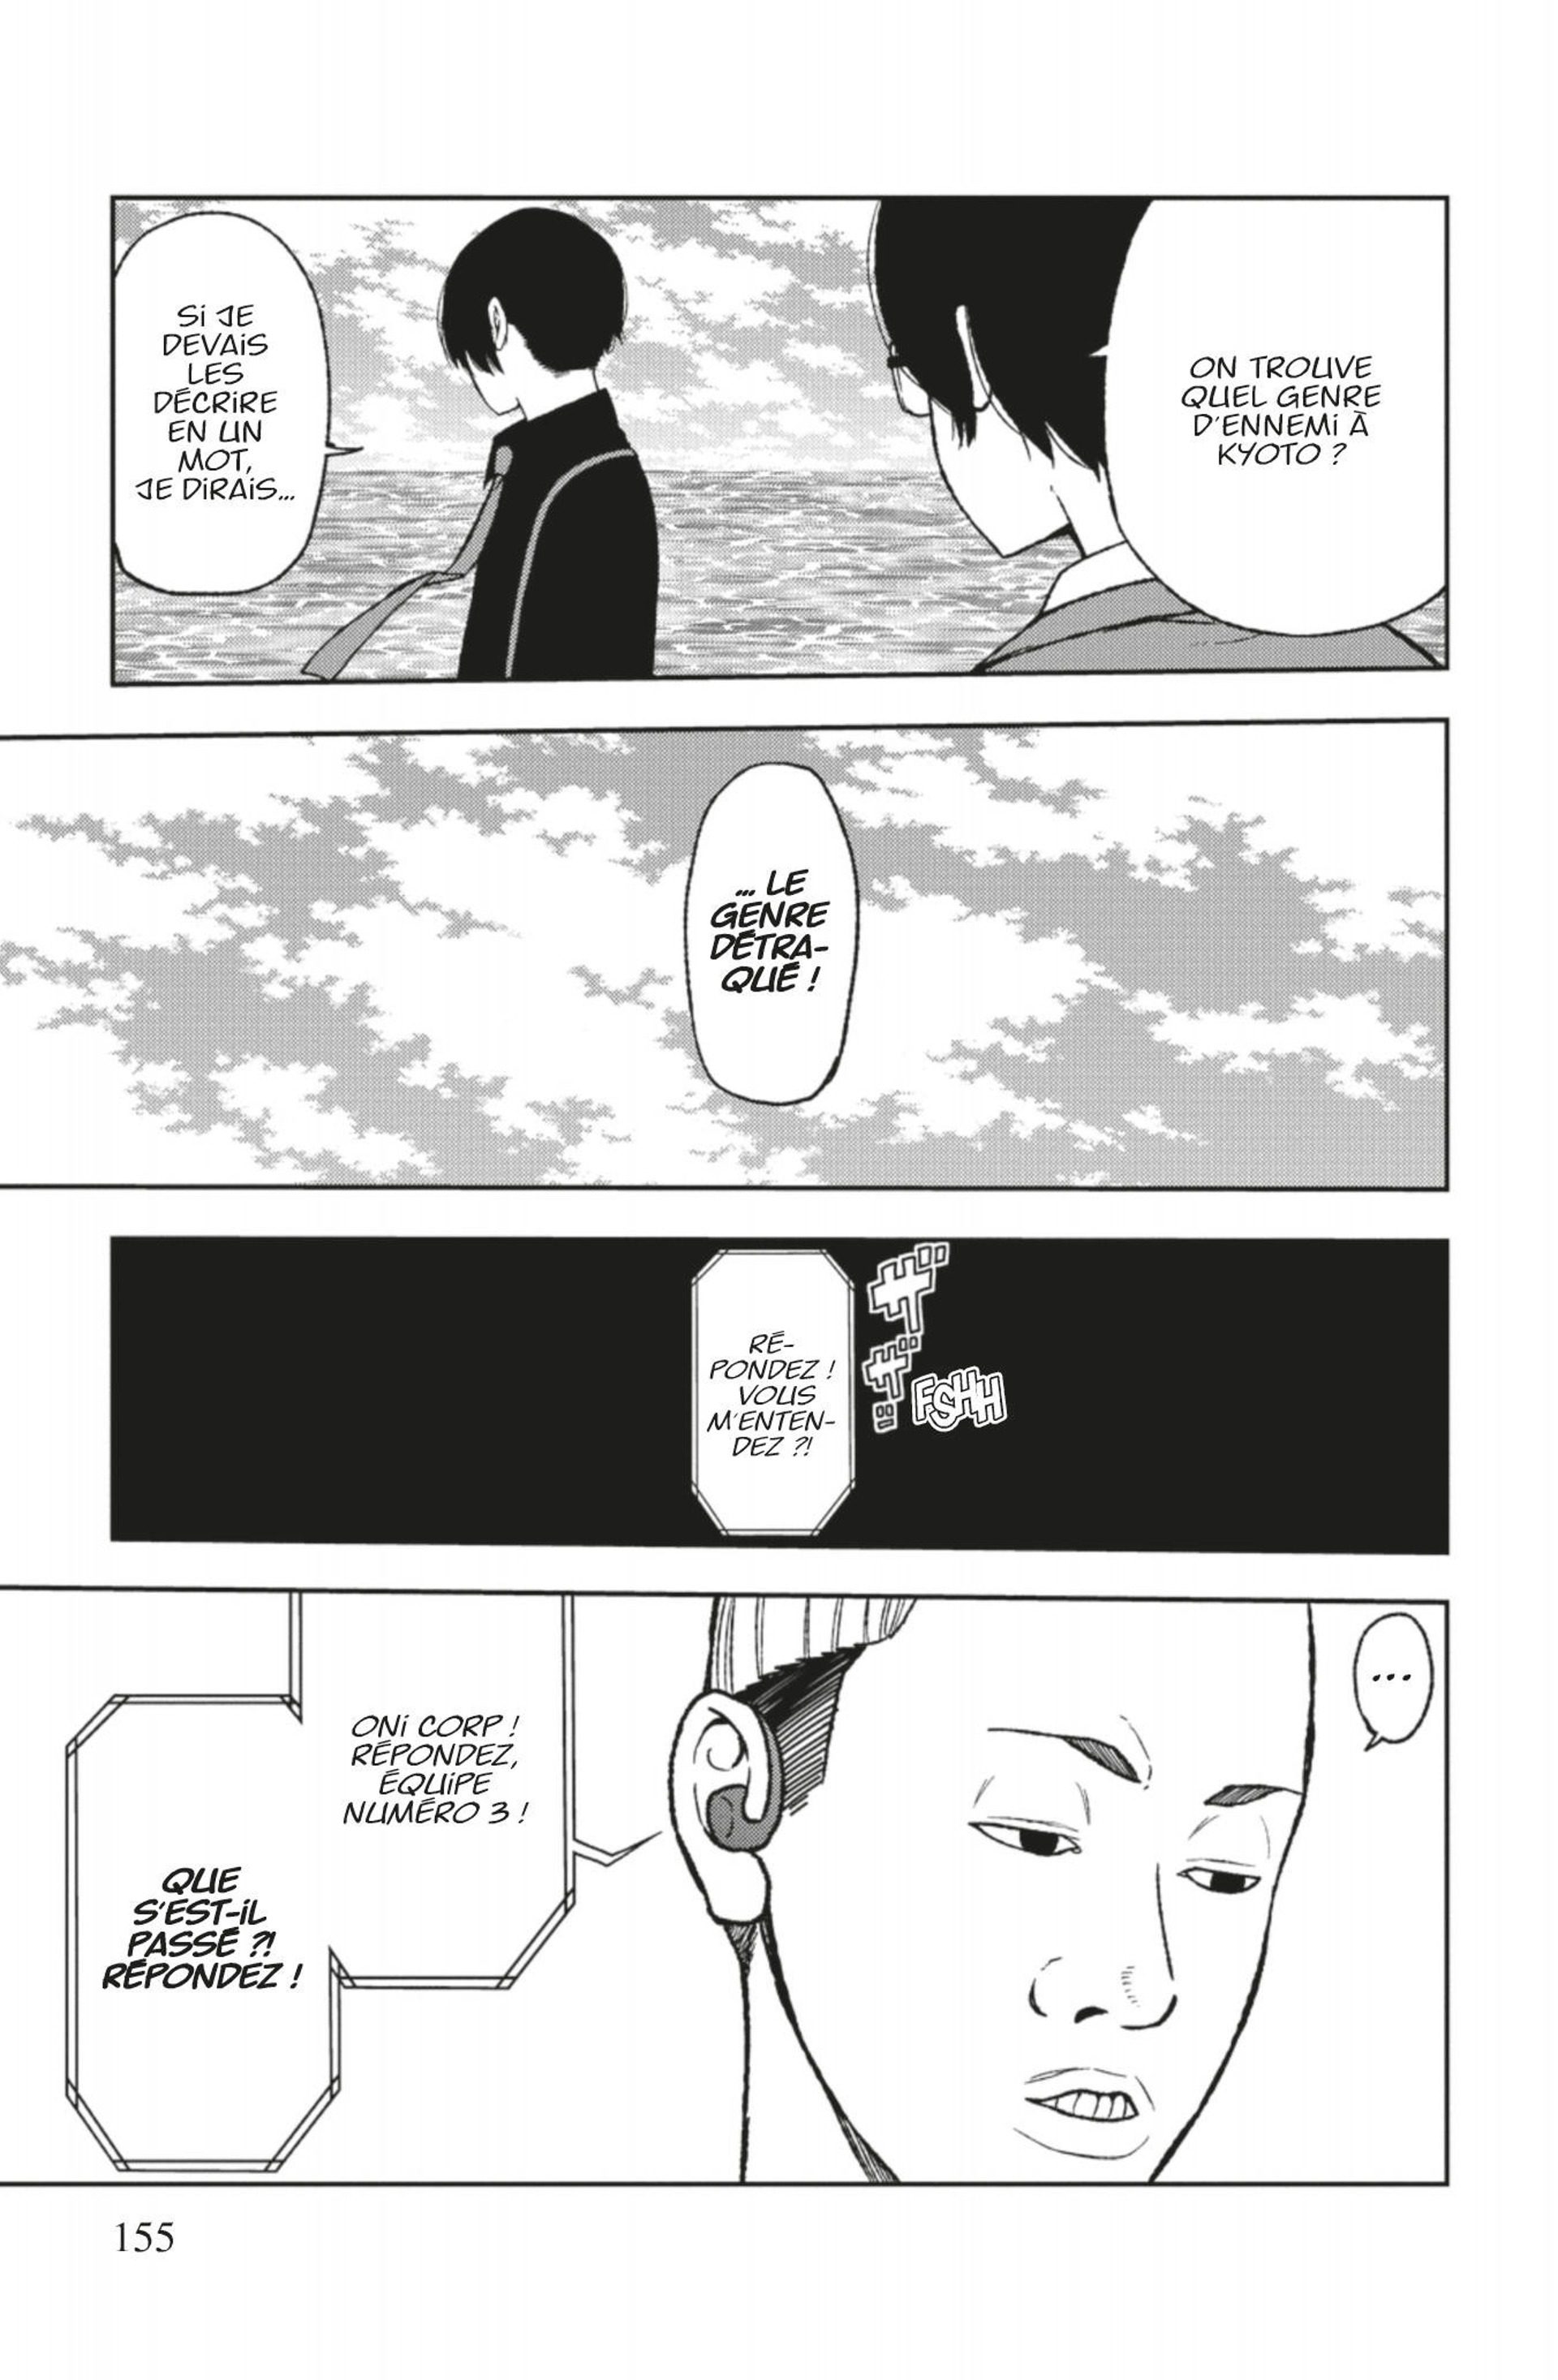 ON TROUVE
QUEL GENRE
D'ENNEMI À
KYOTO ?
SI JE
DEVAIS
LES
DÉCRIRE
EN UN
MOT,
JE DIRAIS...
... LE
GENRE
DÉTRA-
QUÉ !
ザザ...
FSHH
RÉ-
PONDEZ !
VOUS
M'ENTEN-
DEZ ?!
...
ONI CORP !
RÉPONDEZ,
ÉQUIPE
NUMÉRO 3 !
QUE
S'EST-IL
PASSÉ ?!
RÉPONDEZ !
155